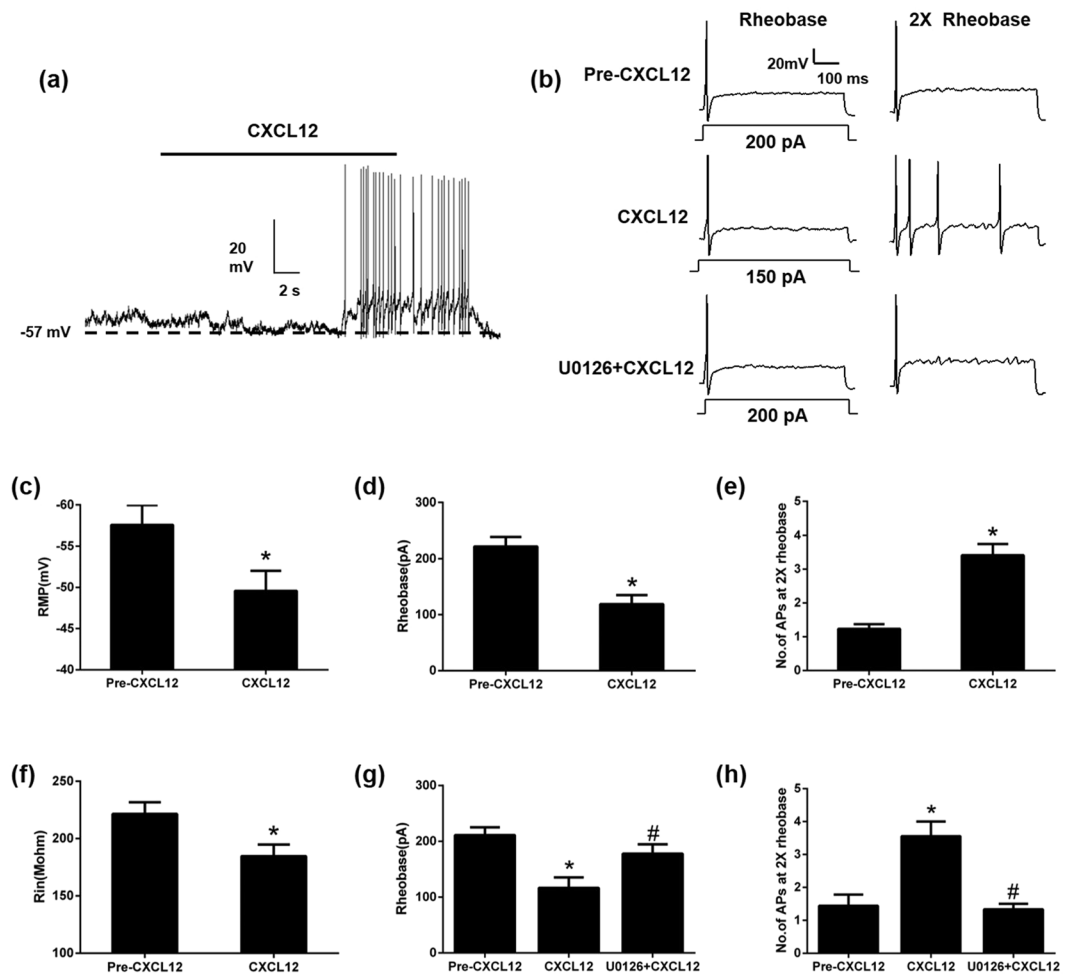 (a)
CXCL12
20
mV
2 s
-57 mV
(b)
Rheobase
2X Rheobase
Pre-CXCL12
20mV
100 ms
200 pA
CXCL12
150 pA
U0126+CXCL12
200 pA
(c)
RMP(mV)
-60
-55
-50
-45
-40
*
Pre-CXCL12
CXCL12
(d)
Rheobase(pA)
300
200
100
0
*
Pre-CXCL12
CXCL12
(e)
No.of APs at 2X rheobase
5
4
3
2
1
0
*
Pre-CXCL12
CXCL12
(f)
Rin(Mohm)
250
200
150
100
*
Pre-CXCL12
CXCL12
(g)
Rheobase(pA)
300
200
100
0
*
#
Pre-CXCL12
CXCL12
U0126+CXCL12
(h)
No.of APs at 2X rheobase
5
4
3
2
1
0
*
#
Pre-CXCL12
CXCL12
U0126+CXCL12